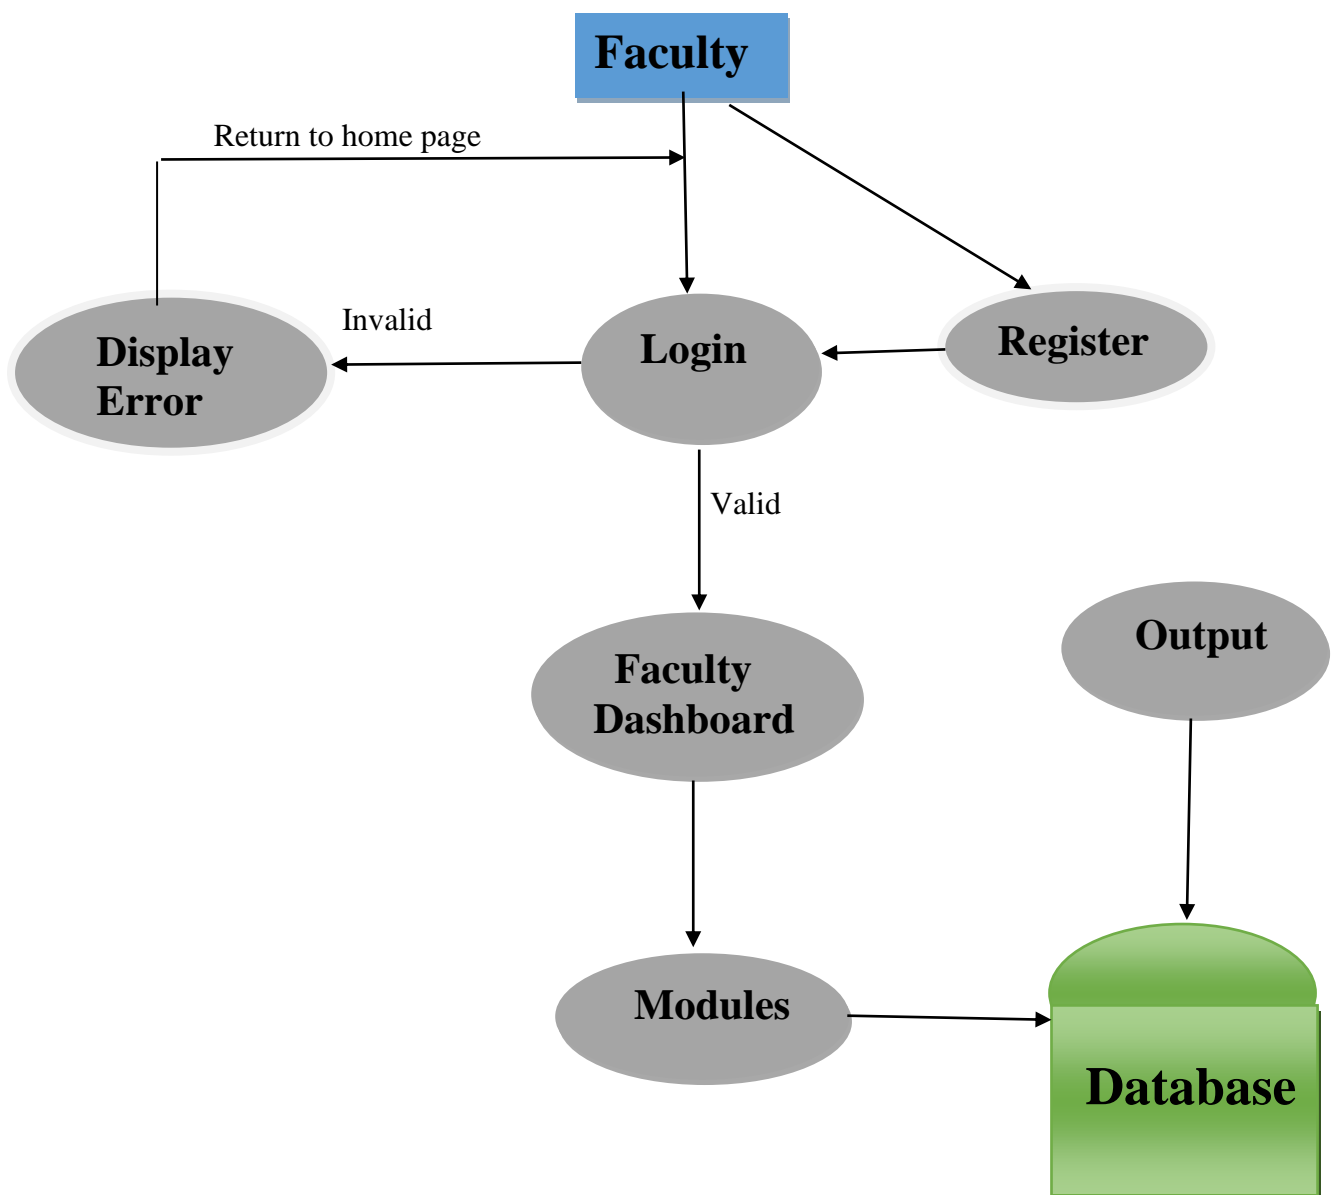 Faculty
Return to home page
Invalid
Login
Register
Display
Error
Valid
Output
Faculty
Dashboard
Modules
Database